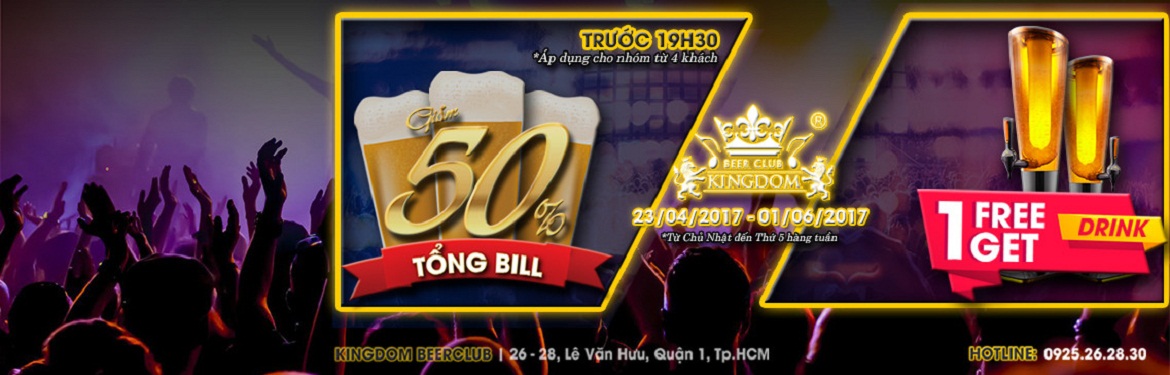 TRƯỚC 19H30
*Áp dụng cho nhóm từ 4 khách
Giảm
50%
TỔNG BILL
®
BEER CLUB
KINGDOM
23/04/2017 - 01/06/2017
*Từ Chủ Nhật đến Thứ 5 hàng tuần
1 FREE GET DRINK
KINGDOM BEERCLUB | 26 - 28, Lê Văn Hưu, Quận 1, Tp.HCM
HOTLINE: 0925.26.28.30